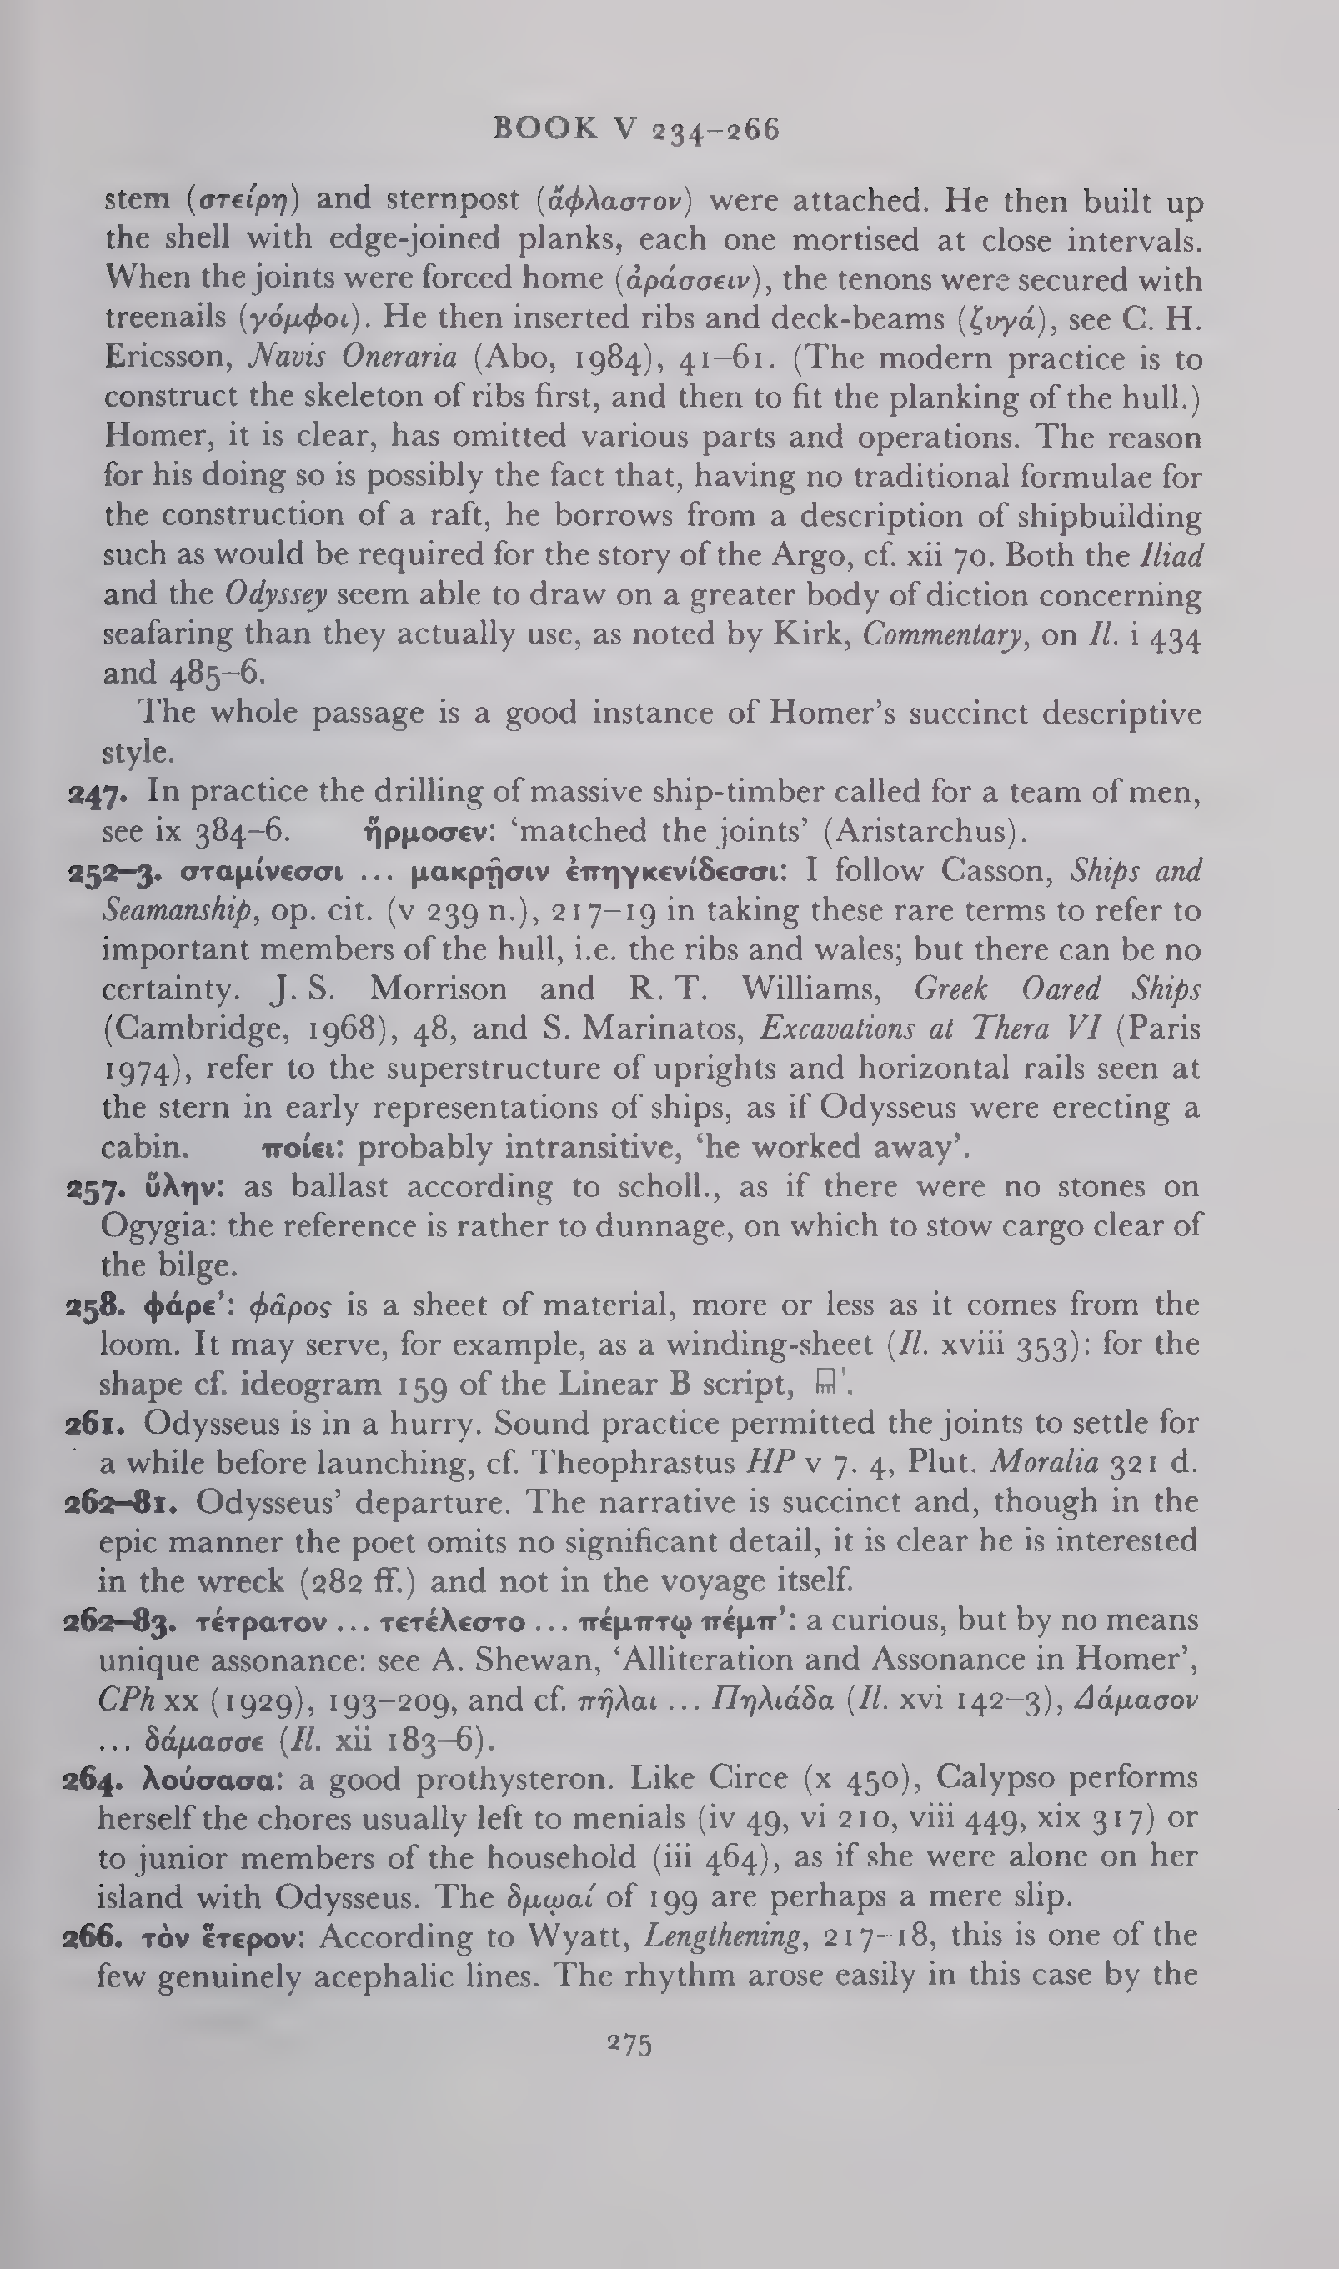 BOOK V 234–266
stem (στείρη) and sternpost (ἄφλαστον) were attached. He then built up
the shell with edge-joined planks, each one mortised at close intervals.
When the joints were forced home (ἀράσσειν), the tenons were secured with
treenails (γόμφοι). He then inserted ribs and deck-beams (ζυγά), see C. H.
Ericsson, Navis Oneraria (Abo, 1984), 41–61. (The modern practice is to
construct the skeleton of ribs first, and then to fit the planking of the hull.)
Homer, it is clear, has omitted various parts and operations. The reason
for his doing so is possibly the fact that, having no traditional formulae for
the construction of a raft, he borrows from a description of shipbuilding
such as would be required for the story of the Argo, cf. xii 70. Both the Iliad
and the Odyssey seem able to draw on a greater body of diction concerning
seafaring than they actually use, as noted by Kirk, Commentary, on Il. i 434
and 485–6.
The whole passage is a good instance of Homer's succinct descriptive
style.
247. In practice the drilling of massive ship-timber called for a team of men,
see ix 384–6. ἥρμοσεν: 'matched the joints' (Aristarchus).
252–3. σταμίνεσσι ... μακρῇσιν ἐπηγκενίδεσσι: I follow Casson, Ships and
Seamanship, op. cit. (v 239 n.), 217–19 in taking these rare terms to refer to
important members of the hull, i.e. the ribs and wales; but there can be no
certainty. J. S. Morrison and R. T. Williams, Greek Oared Ships
(Cambridge, 1968), 48, and S. Marinatos, Excavations at Thera VI (Paris
1974), refer to the superstructure of uprights and horizontal rails seen at
the stern in early representations of ships, as if Odysseus were erecting a
cabin. ποίει: probably intransitive, 'he worked away'.
257. ὕλην: as ballast according to scholl., as if there were no stones on
Ogygia: the reference is rather to dunnage, on which to stow cargo clear of
the bilge.
258. φάρε': φᾶρος is a sheet of material, more or less as it comes from the
loom. It may serve, for example, as a winding-sheet (Il. xviii 353): for the
shape cf. ideogram 159 of the Linear B script, '.
261. Odysseus is in a hurry. Sound practice permitted the joints to settle for
a while before launching, cf. Theophrastus HP v 7. 4, Plut. Moralia 321 d.
262–81. Odysseus' departure. The narrative is succinct and, though in the
epic manner the poet omits no significant detail, it is clear he is interested
in the wreck (282 ff.) and not in the voyage itself.
262–83. τέτρατον ... τετέλεστο ... πέμπτῳ πέμπ': a curious, but by no means
unique assonance: see A. Shewan, 'Alliteration and Assonance in Homer',
CPh xx (1929), 193–209, and cf. πῆλαι ... Πηλιάδα (Il. xvi 142–3), Δάμασον
... δάμασσε (Il. xii 183–6).
264. λούσασα: a good prothysteron. Like Circe (x 450), Calypso performs
herself the chores usually left to menials (iv 49, vi 210, viii 449, xix 317) or
to junior members of the household (iii 464), as if she were alone on her
island with Odysseus. The δμῳαί of 199 are perhaps a mere slip.
266. τὸν ἕτερον: According to Wyatt, Lengthening, 217–18, this is one of the
few genuinely acephalic lines. The rhythm arose easily in this case by the
275